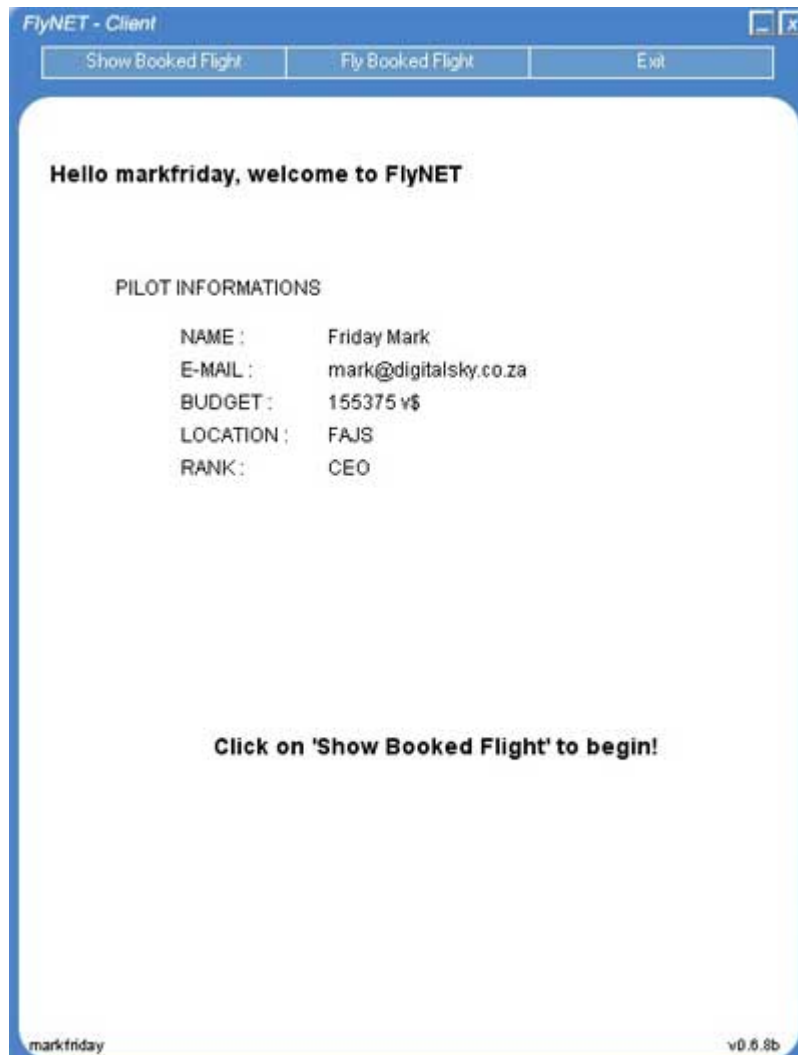 FlyNET - Client
Show Booked Flight Fly Booked Flight Exit
Hello markfriday, welcome to FlyNET
PILOT INFORMATIONS
NAME : Friday Mark
E-MAIL : mark@digitalsky.co.za
BUDGET : 155375 v$
LOCATION : FAJS
RANK : CEO
Click on 'Show Booked Flight' to begin!
markfriday v0.6.8b